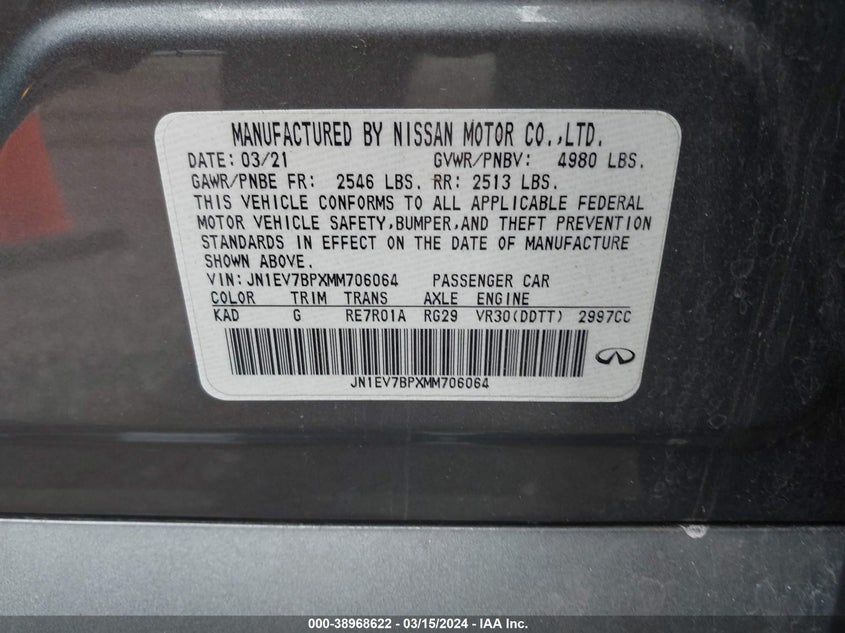 MANUFACTURED BY NISSAN MOTOR CO.,LTD.
DATE: 03/21 GVWR/PNBV: 4980 LBS.
GAWR/PNBE FR: 2546 LBS. RR: 2513 LBS.
THIS VEHICLE CONFORMS TO ALL APPLICABLE FEDERAL
MOTOR VEHICLE SAFETY,BUMPER,AND THEFT PREVENTION
STANDARDS IN EFFECT ON THE DATE OF MANUFACTURE
SHOWN ABOVE.
VIN: JN1EV7BPXMM706064 PASSENGER CAR
COLOR TRIM TRANS AXLE ENGINE
KAD G RE7R01A RG29 VR30(DDTT) 2997CC
JN1EV7BPXMM706064
000-38968622 - 03/15/2024 - IAA Inc.